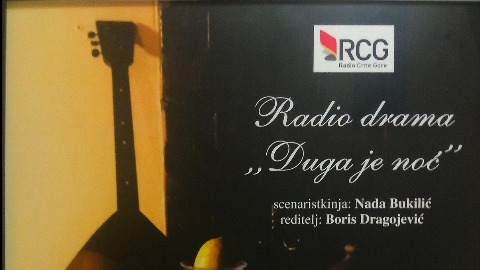 RCG
Radio Crne Gore
Radio drama
„Duga je noć”
scenaristkinja: Nada Bukilić
reditelj: Boris Dragojević